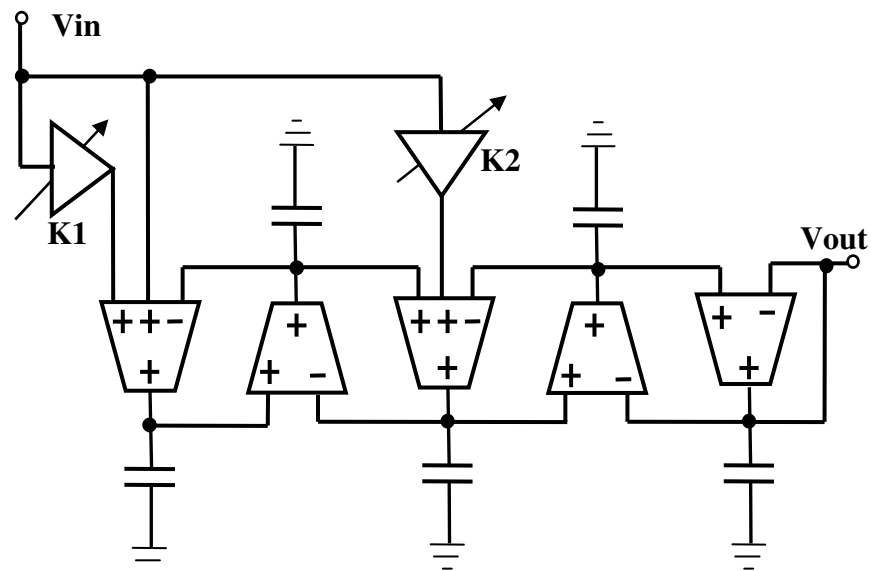 Vin
K1
K2
Vout
+ + −
+ + −
+ −
+
+ −
+
+ −
+
+
+